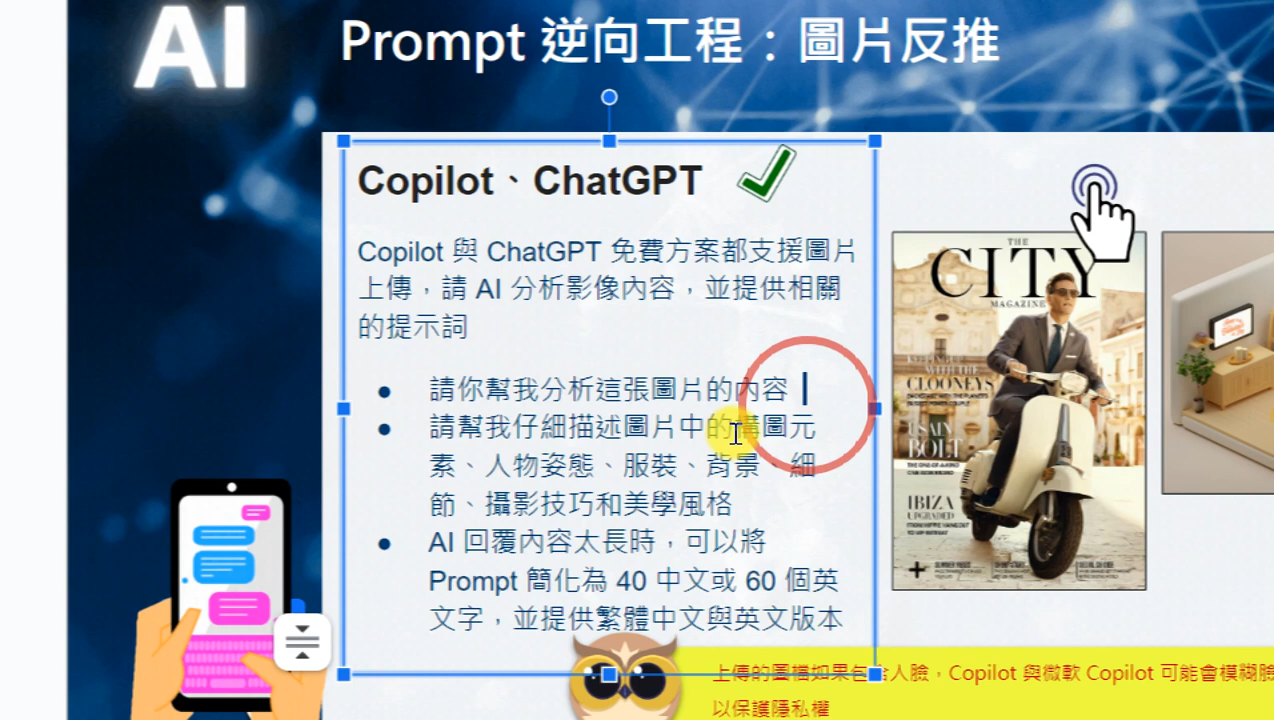 AI
Prompt 逆向工程：圖片反推
Copilot、ChatGPT
Copilot 與 ChatGPT 免費方案都支援圖片
上傳，請 AI 分析影像內容，並提供相關
的提示詞
● 請你幫我分析這張圖片的內容
● 請幫我仔細描述圖片中的構圖元
素、人物姿態、服裝、背景、細
節、攝影技巧和美學風格
● AI 回覆內容太長時，可以將
Prompt 簡化為 40 中文或 60 個英
文字，並提供繁體中文與英文版本
THE
CITY
MAGAZINE
WITH THE
CLOONEYS
USAIN
BOLT
IBIZA
UPGRADED
上傳的圖檔如果包含人臉，Copilot 與微軟 Copilot 可能會模糊臉
以保護隱私權